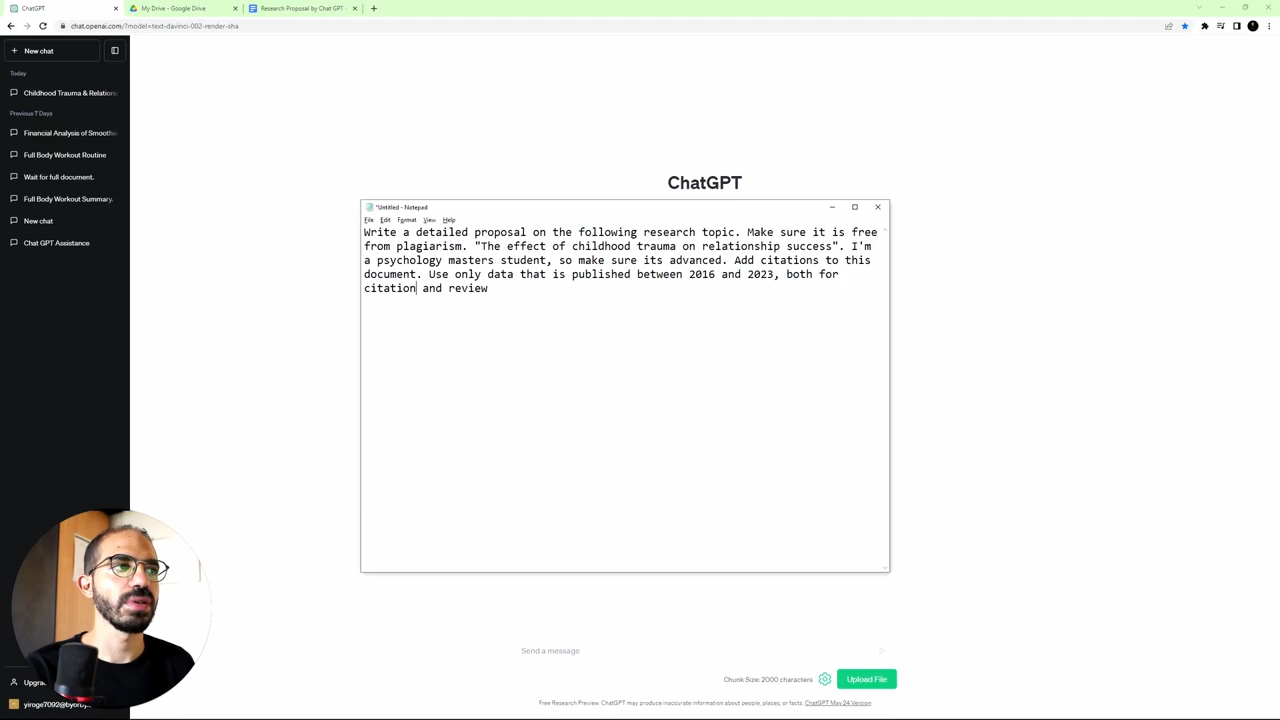 ChatGPT
My Drive - Google Drive
Research Proposal by Chat GPT -
chat.openai.com/?model=text-davinci-002-render-sha
New chat
Today
Childhood Trauma & Relations
Previous 7 Days
Financial Analysis of Smoothi
Full Body Workout Routine
Wait for full document.
Full Body Workout Summary.
New chat
Chat GPT Assistance
ChatGPT
*Untitled - Notepad
File Edit Format View Help
Write a detailed proposal on the following research topic. Make sure it is free
from plagiarism. "The effect of childhood trauma on relationship success". I'm
a psychology masters student, so make sure its advanced. Add citations to this
document. Use only data that is published between 2016 and 2023, both for
citation and review
Send a message
Chunk Size: 2000 characters
Upload File
Free Research Preview. ChatGPT may produce inaccurate information about people, places, or facts. ChatGPT May 24 Version
Upgra
yiroge7092@byorby